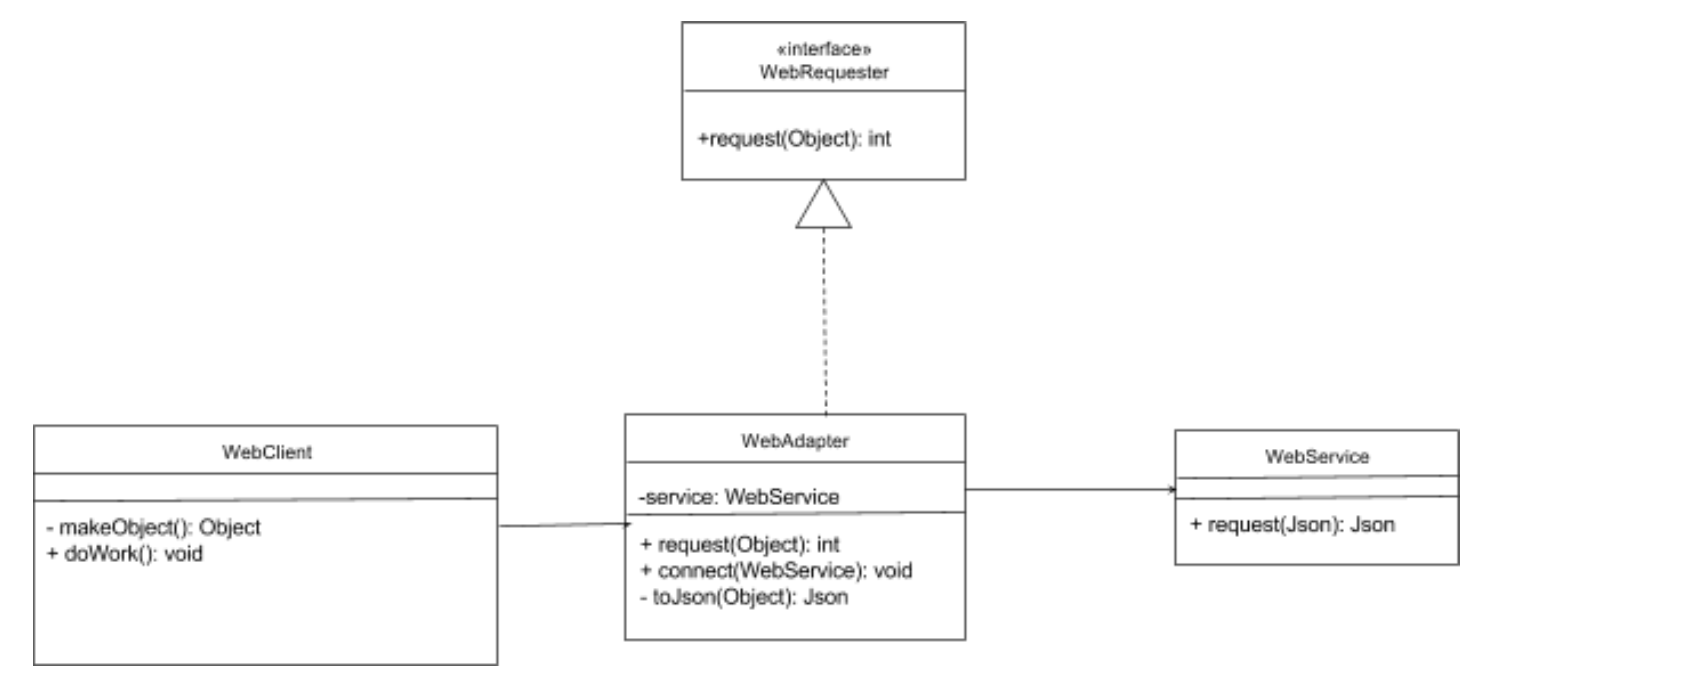 «interface»
WebRequester
+request(Object): int
WebClient
- makeObject(): Object
+ doWork(): void
WebAdapter
-service: WebService
+ request(Object): int
+ connect(WebService): void
- toJson(Object): Json
WebService
+ request(Json): Json